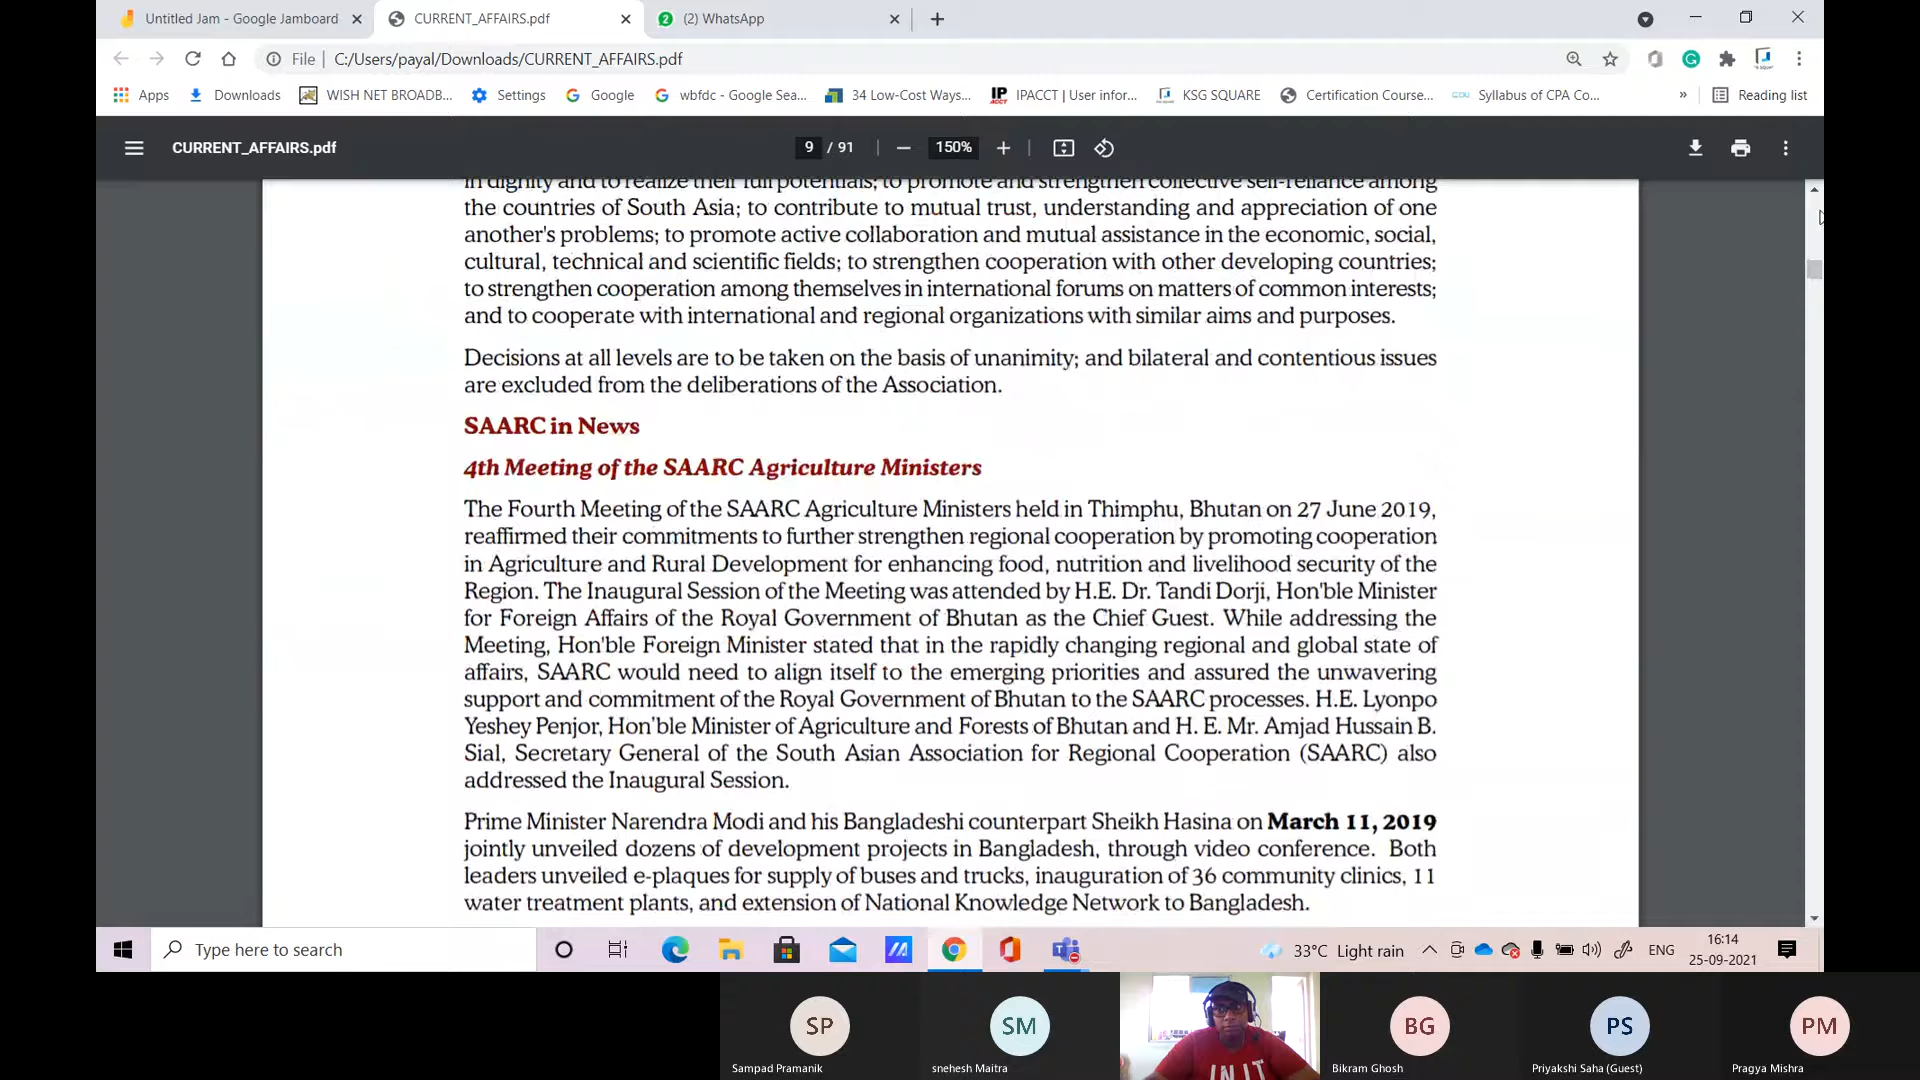 Untitled Jam - Google Jamboard
CURRENT_AFFAIRS.pdf
(2) WhatsApp
File
C:/Users/payal/Downloads/CURRENT_AFFAIRS.pdf
Apps
Downloads
WISH NET BROADB...
Settings
Google
wbfdc - Google Sea...
34 Low-Cost Ways...
IPACCT | User infor...
KSG SQUARE
Certification Course...
Syllabus of CPA Co...
»
Reading list
CURRENT_AFFAIRS.pdf
9 / 91
150%
in dignity and to realize their full potentials; to promote and strengthen collective self-reliance among
the countries of South Asia; to contribute to mutual trust, understanding and appreciation of one
another's problems; to promote active collaboration and mutual assistance in the economic, social,
cultural, technical and scientific fields; to strengthen cooperation with other developing countries;
to strengthen cooperation among themselves in international forums on matters of common interests;
and to cooperate with international and regional organizations with similar aims and purposes.
Decisions at all levels are to be taken on the basis of unanimity; and bilateral and contentious issues
are excluded from the deliberations of the Association.
SAARC in News
4th Meeting of the SAARC Agriculture Ministers
The Fourth Meeting of the SAARC Agriculture Ministers held in Thimphu, Bhutan on 27 June 2019,
reaffirmed their commitments to further strengthen regional cooperation by promoting cooperation
in Agriculture and Rural Development for enhancing food, nutrition and livelihood security of the
Region. The Inaugural Session of the Meeting was attended by H.E. Dr. Tandi Dorji, Hon'ble Minister
for Foreign Affairs of the Royal Government of Bhutan as the Chief Guest. While addressing the
Meeting, Hon'ble Foreign Minister stated that in the rapidly changing regional and global state of
affairs, SAARC would need to align itself to the emerging priorities and assured the unwavering
support and commitment of the Royal Government of Bhutan to the SAARC processes. H.E. Lyonpo
Yeshey Penjor, Hon'ble Minister of Agriculture and Forests of Bhutan and H. E. Mr. Amjad Hussain B.
Sial, Secretary General of the South Asian Association for Regional Cooperation (SAARC) also
addressed the Inaugural Session.
Prime Minister Narendra Modi and his Bangladeshi counterpart Sheikh Hasina on March 11, 2019
jointly unveiled dozens of development projects in Bangladesh, through video conference. Both
leaders unveiled e-plaques for supply of buses and trucks, inauguration of 36 community clinics, 11
water treatment plants, and extension of National Knowledge Network to Bangladesh.
Type here to search
33°C Light rain
ENG
16:14
25-09-2021
SP
SM
BG
PS
PM
Sampad Pramanik
snehesh Maitra
Bikram Ghosh
Priyakshi Saha (Guest)
Pragya Mishra